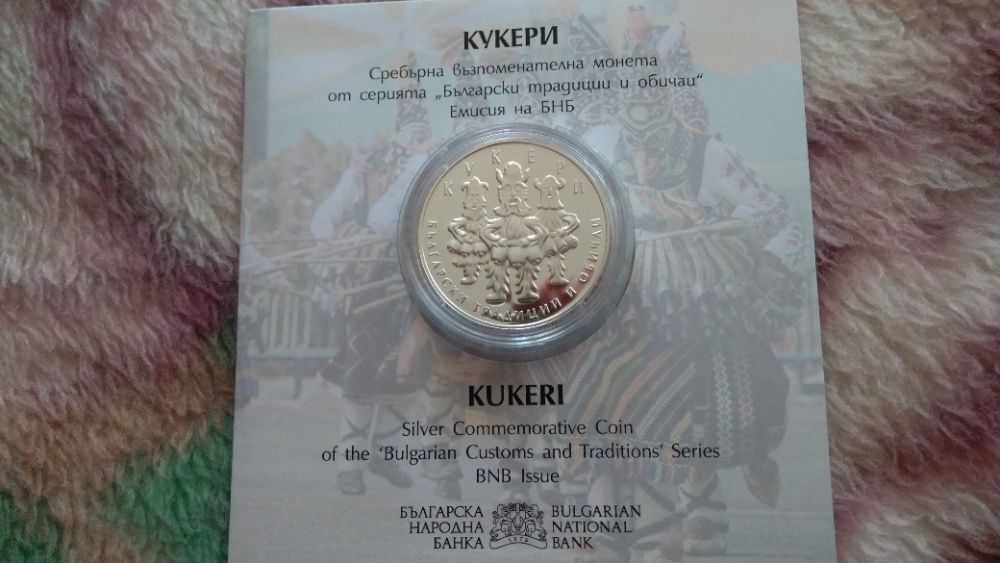 КУКЕРИ
Сребърна възпоменателна монета
от серията „Български традиции и обичаи“
Емисия на БНБ
КУКЕРИ
БЪЛГАРСКИ ТРАДИЦИИ И ОБИЧАИ
KUKERI
Silver Commemorative Coin
of the ‘Bulgarian Customs and Traditions’ Series
BNB Issue
БЪЛГАРСКА
НАРОДНА
БАНКА
1879
BULGARIAN
NATIONAL
BANK